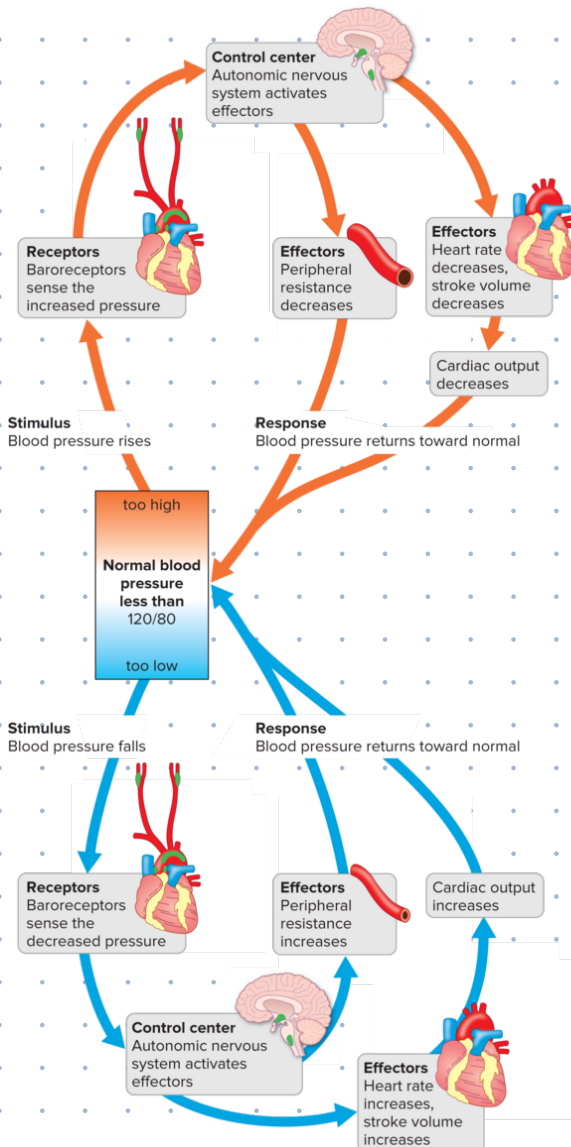 Control center
Autonomic nervous
system activates
effectors
Receptors
Baroreceptors
sense the
increased pressure
Effectors
Peripheral
resistance
decreases
Effectors
Heart rate
decreases,
stroke volume
decreases
Cardiac output
decreases
Stimulus
Blood pressure rises
Response
Blood pressure returns toward normal
too high
Normal blood
pressure
less than
120/80
too low
Stimulus
Blood pressure falls
Response
Blood pressure returns toward normal
Receptors
Baroreceptors
sense the
decreased pressure
Effectors
Peripheral
resistance
increases
Cardiac output
increases
Control center
Autonomic nervous
system activates
effectors
Effectors
Heart rate
increases,
stroke volume
increases